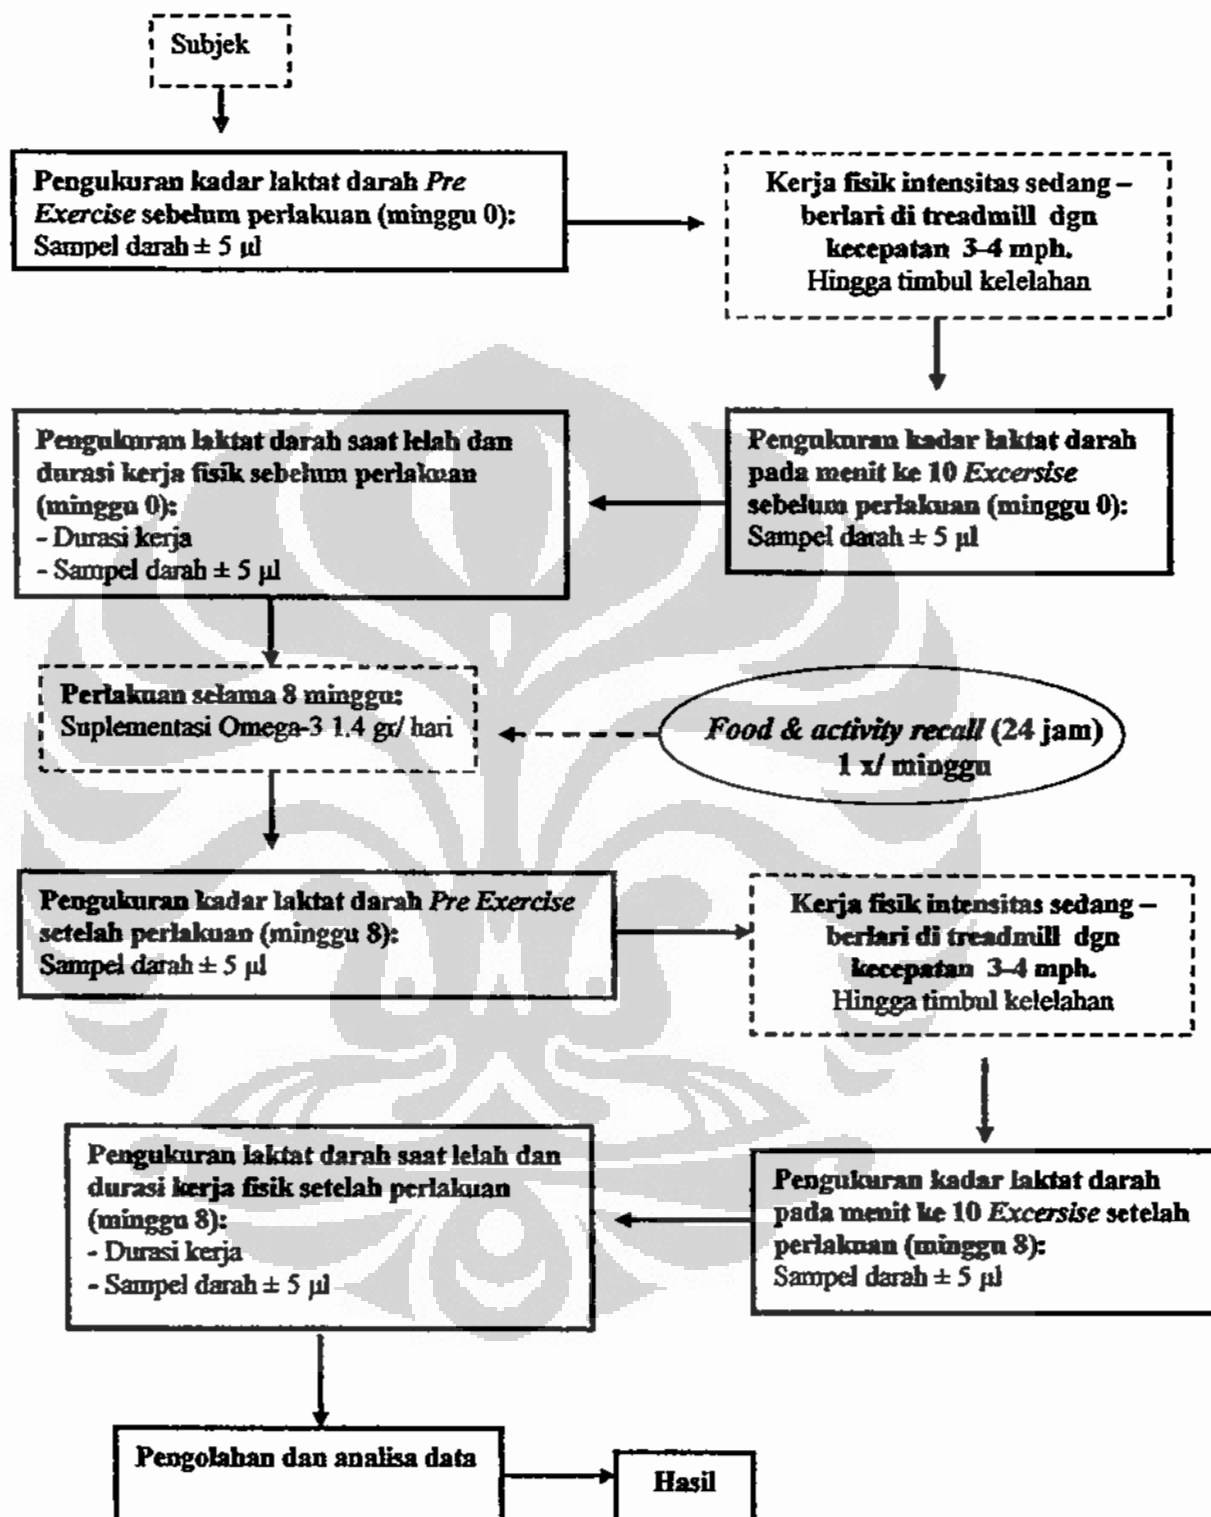 Subjek
Pengukuran kadar laktat darah Pre
Exercise sebelum perlakuan (minggu 0):
Sampel darah ± 5 µl
Kerja fisik intensitas sedang –
berlari di treadmill dgn
kecepatan 3-4 mph.
Hingga timbul kelelahan
Pengukuran kadar laktat darah
pada menit ke 10 Excersise
sebelum perlakuan (minggu 0):
Sampel darah ± 5 µl
Pengukuran laktat darah saat lelah dan
durasi kerja fisik sebelum perlakuan
(minggu 0):
- Durasi kerja
- Sampel darah ± 5 µl
Perlakuan selama 8 minggu:
Suplementasi Omega-3 1.4 gr/ hari
Food & activity recall (24 jam)
1 x/ minggu
Pengukuran kadar laktat darah Pre Exercise
setelah perlakuan (minggu 8):
Sampel darah ± 5 µl
Kerja fisik intensitas sedang –
berlari di treadmill dgn
kecepatan 3-4 mph.
Hingga timbul kelelahan
Pengukuran kadar laktat darah
pada menit ke 10 Excersise setelah
perlakuan (minggu 8):
Sampel darah ± 5 µl
Pengukuran laktat darah saat lelah dan
durasi kerja fisik setelah perlakuan
(minggu 8):
- Durasi kerja
- Sampel darah ± 5 µl
Pengolahan dan analisa data
Hasil